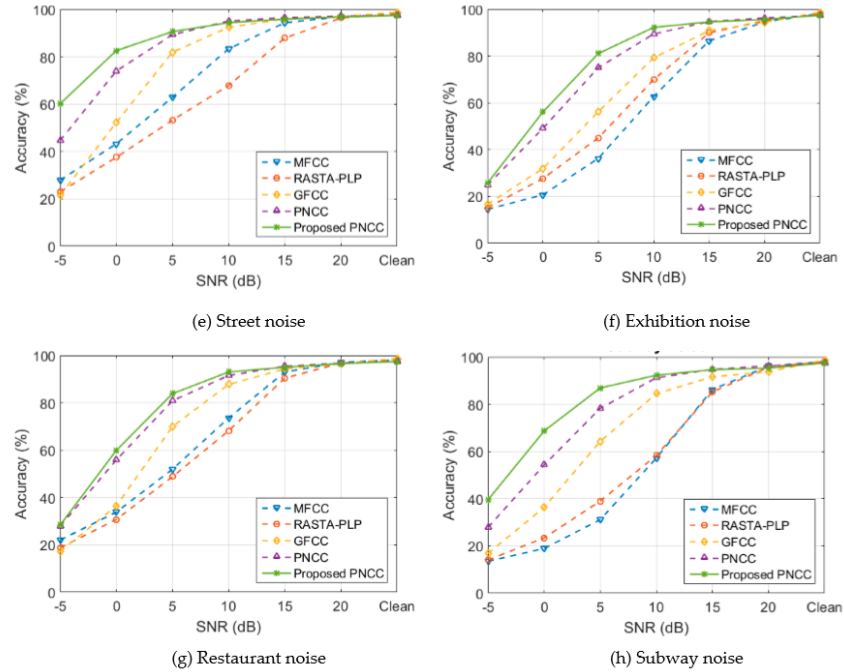 100
80
60
40
20
0
Accuracy (%)
-5 0 5 10 15 20 Clean
SNR (dB)
MFCC
RASTA-PLP
GFCC
PNCC
Proposed PNCC
(e) Street noise
100
80
60
40
20
0
Accuracy (%)
-5 0 5 10 15 20 Clean
SNR (dB)
MFCC
RASTA-PLP
GFCC
PNCC
Proposed PNCC
(f) Exhibition noise
100
80
60
40
20
0
Accuracy (%)
-5 0 5 10 15 20 Clean
SNR (dB)
MFCC
RASTA-PLP
GFCC
PNCC
Proposed PNCC
(g) Restaurant noise
100
80
60
40
20
0
Accuracy (%)
-5 0 5 10 15 20 Clean
SNR (dB)
MFCC
RASTA-PLP
GFCC
PNCC
Proposed PNCC
(h) Subway noise